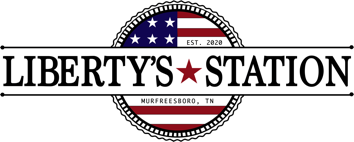 EST. 2020
LIBERTY'S STATION
MURFREESBORO, TN